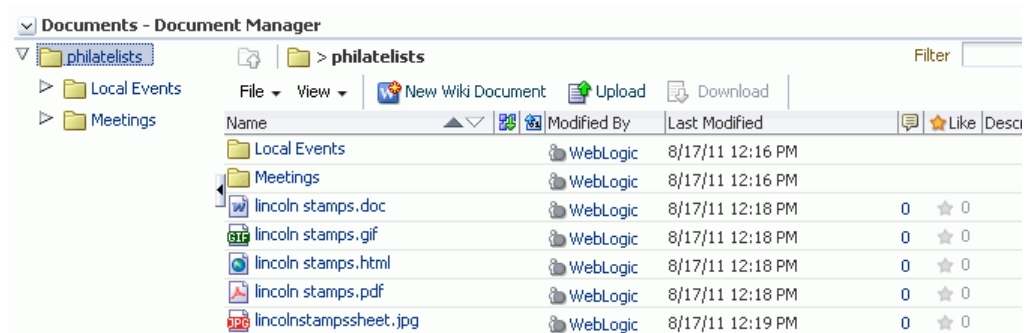 Documents - Document Manager
philatelists > philatelists Filter
Local Events File View New Wiki Document Upload Download
Meetings Name Modified By Last Modified Like Descr
Local Events WebLogic 8/17/11 12:16 PM
Meetings WebLogic 8/17/11 12:16 PM
lincoln stamps.doc WebLogic 8/17/11 12:18 PM 0 0
GIF lincoln stamps.gif WebLogic 8/17/11 12:18 PM 0 0
lincoln stamps.html WebLogic 8/17/11 12:18 PM 0 0
lincoln stamps.pdf WebLogic 8/17/11 12:18 PM 0 0
JPG lincolnstampssheet.jpg WebLogic 8/17/11 12:19 PM 0 0